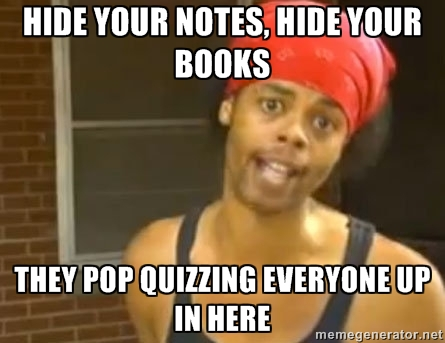 HIDE YOUR NOTES, HIDE YOUR
BOOKS
THEY POP QUIZZING EVERYONE UP
IN HERE
memegenerator.net